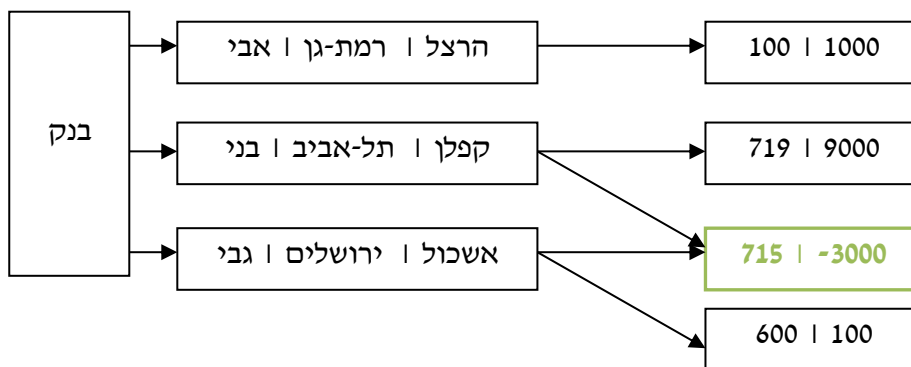 בנק
הרצל | רמת-גן | אבי
100 | 1000
קפלן | תל-אביב | בני
719 | 9000
אשכול | ירושלים | גבי
715 | -3000
600 | 100